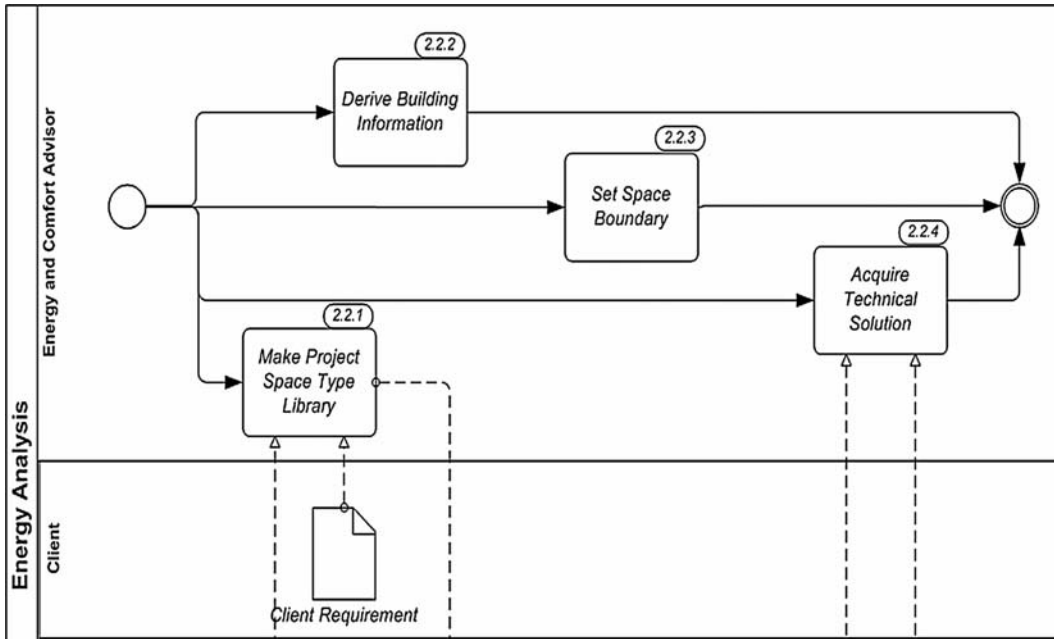 Energy Analysis
Energy and Comfort Advisor
2.2.2
Derive Building
Information
2.2.3
Set Space
Boundary
2.2.4
Acquire
Technical
Solution
2.2.1
Make Project
Space Type
Library
Client
Client Requirement